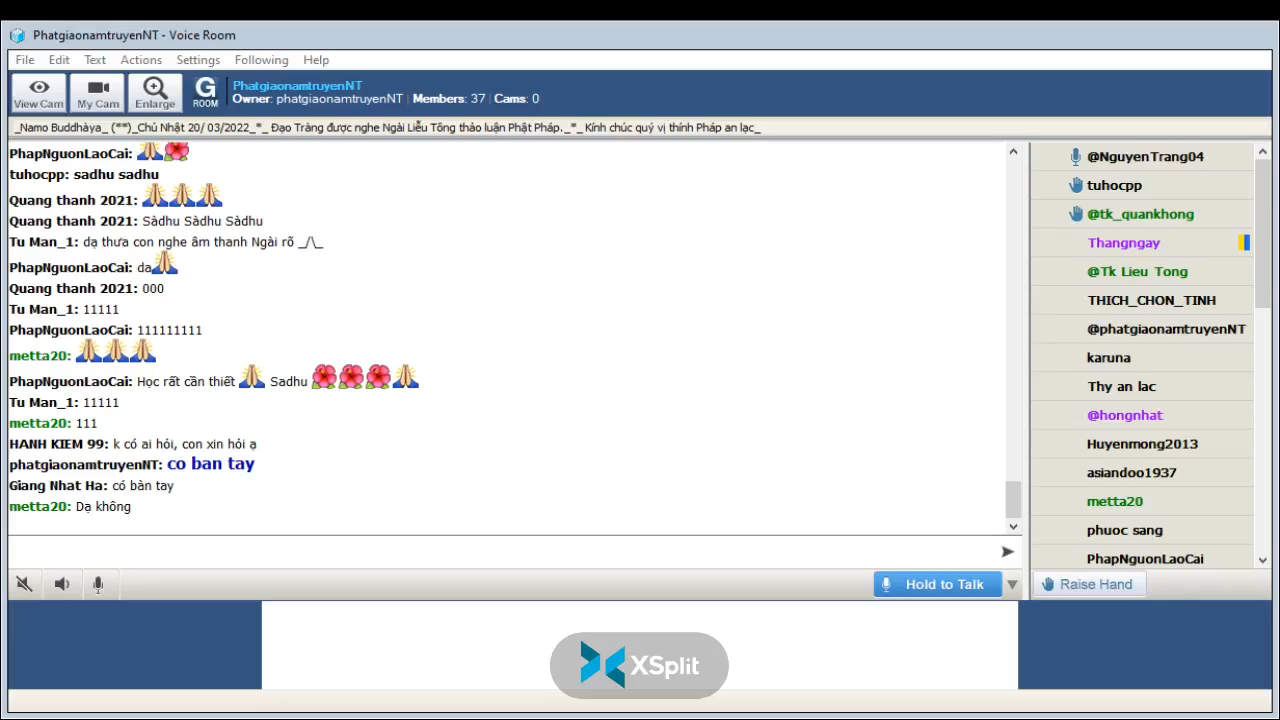 PhatgiaonamtruyenNT - Voice Room
File Edit Text Actions Settings Following Help
View Cam My Cam Enlarge G ROOM
PhatgiaonamtruyenNT
Owner: phatgiaonamtruyenNT | Members: 37 | Cams: 0
_Namo Buddhàya_ (**)_Chủ Nhật 20/ 03/2022_*_ Đạo Tràng được nghe Ngài Liễu Tông thảo luận Phật Pháp._*_ Kính chúc quý vị thính Pháp an lạc_
PhapNguonLaoCai:
tuhocpp: sadhu sadhu
Quang thanh 2021:
Quang thanh 2021: Sàdhu Sàdhu Sàdhu
Tu Man_1: dạ thưa con nghe âm thanh Ngài rõ _/\_
PhapNguonLaoCai: da
Quang thanh 2021: 000
Tu Man_1: 11111
PhapNguonLaoCai: 111111111
metta20:
PhapNguonLaoCai: Học rất cần thiết Sadhu
Tu Man_1: 11111
metta20: 111
HANH KIEM 99: k có ai hỏi, con xin hỏi ạ
phatgiaonamtruyenNT: co ban tay
Giang Nhat Ha: có bàn tay
metta20: Dạ không
@NguyenTrang04
tuhocpp
@tk_quankhong
Thangngay
@Tk Lieu Tong
THICH_CHON_TINH
@phatgiaonamtruyenNT
karuna
Thy an lac
@hongnhat
Huyenmong2013
asiandoo1937
metta20
phuoc sang
PhapNguonLaoCai
Hold to Talk
Raise Hand
XSplit